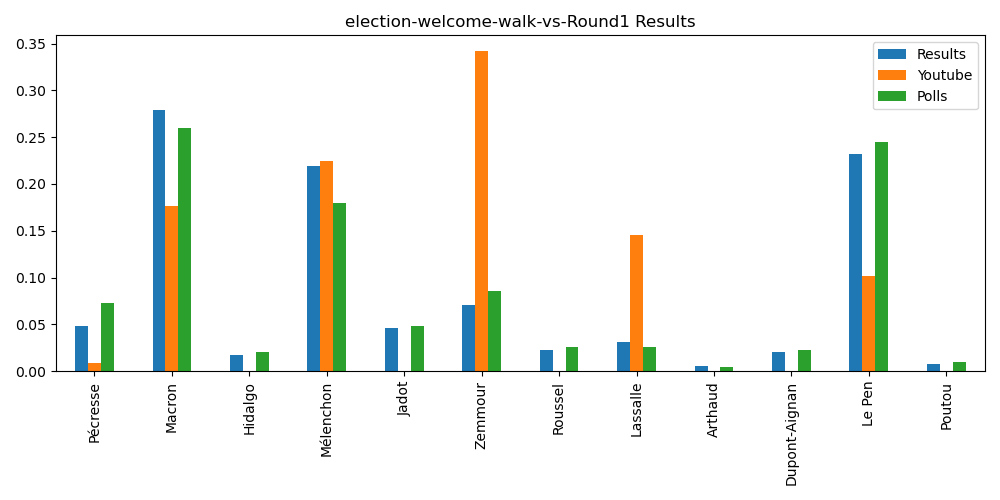 election-welcome-walk-vs-Round1 Results
Results
Youtube
Polls
0.35
0.30
0.25
0.20
0.15
0.10
0.05
0.00
Pécresse
Macron
Hidalgo
Mélenchon
Jadot
Zemmour
Roussel
Lassalle
Arthaud
Dupont-Aignan
Le Pen
Poutou